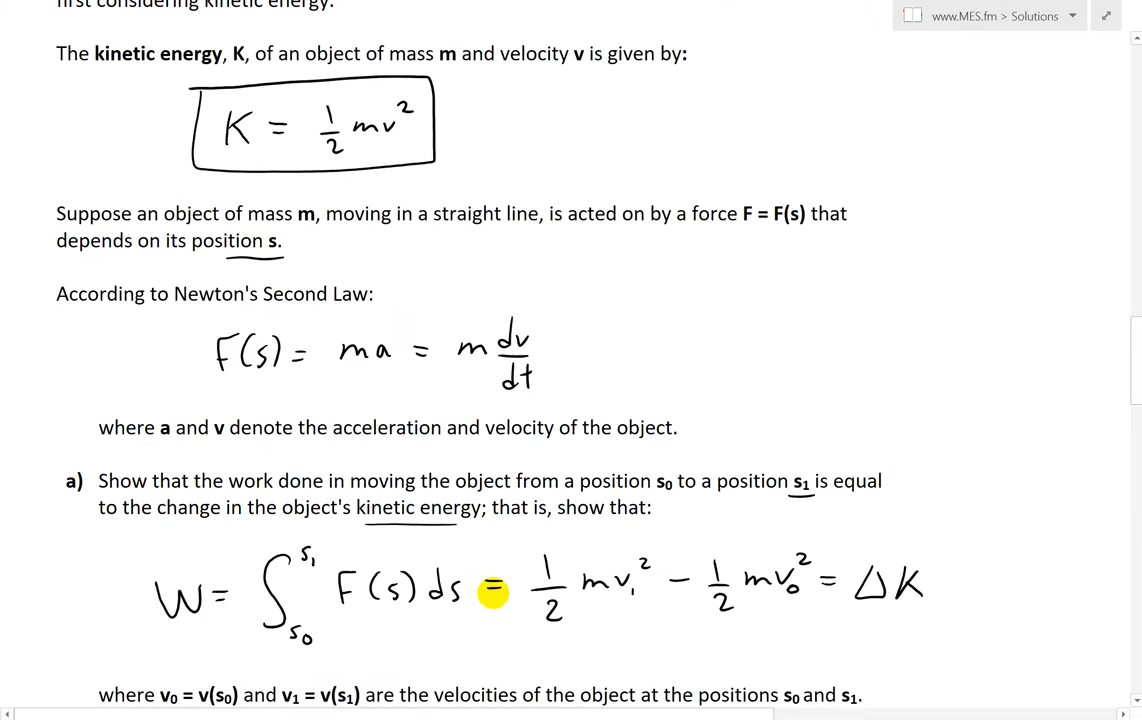 first considering kinetic energy.
www.MES.fm > Solutions
The kinetic energy, K, of an object of mass m and velocity v is given by:
K = 1/2 mv²
Suppose an object of mass m, moving in a straight line, is acted on by a force F = F(s) that
depends on its position s.
According to Newton's Second Law:
F(s) = ma = m dv/dt
where a and v denote the acceleration and velocity of the object.
a) Show that the work done in moving the object from a position s₀ to a position s₁ is equal
to the change in the object's kinetic energy; that is, show that:
W = ∫_{s₀}^{s₁} F(s) ds = 1/2 mv₁² − 1/2 mv₀² = ΔK
where v₀ = v(s₀) and v₁ = v(s₁) are the velocities of the object at the positions s₀ and s₁.